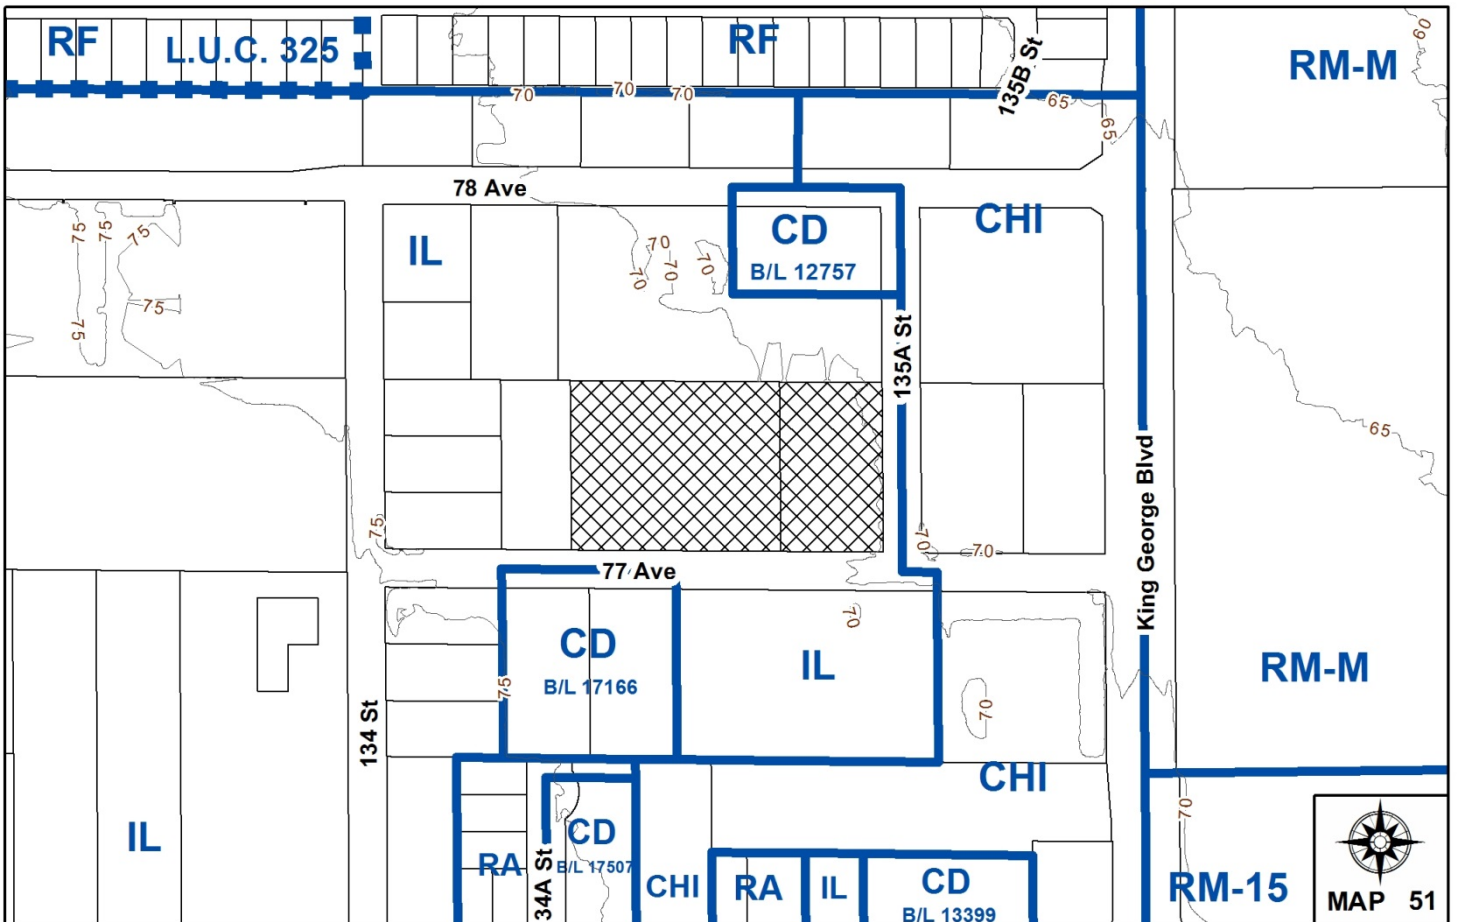 RF
L.U.C. 325
RF
135B St
RM-M
60
70
70
70
65
65
78 Ave
75
75
75
75
75
IL
70
70
70
70
CD
B/L 12757
CHI
135A St
65
King George Blvd
75
70
70
77 Ave
CD
B/L 17166
75
IL
70
70
RM-M
134 St
CHI
IL
RA
34A St
CD
B/L 17507
CHI
RA
IL
CD
B/L 13399
70
RM-15
MAP 51